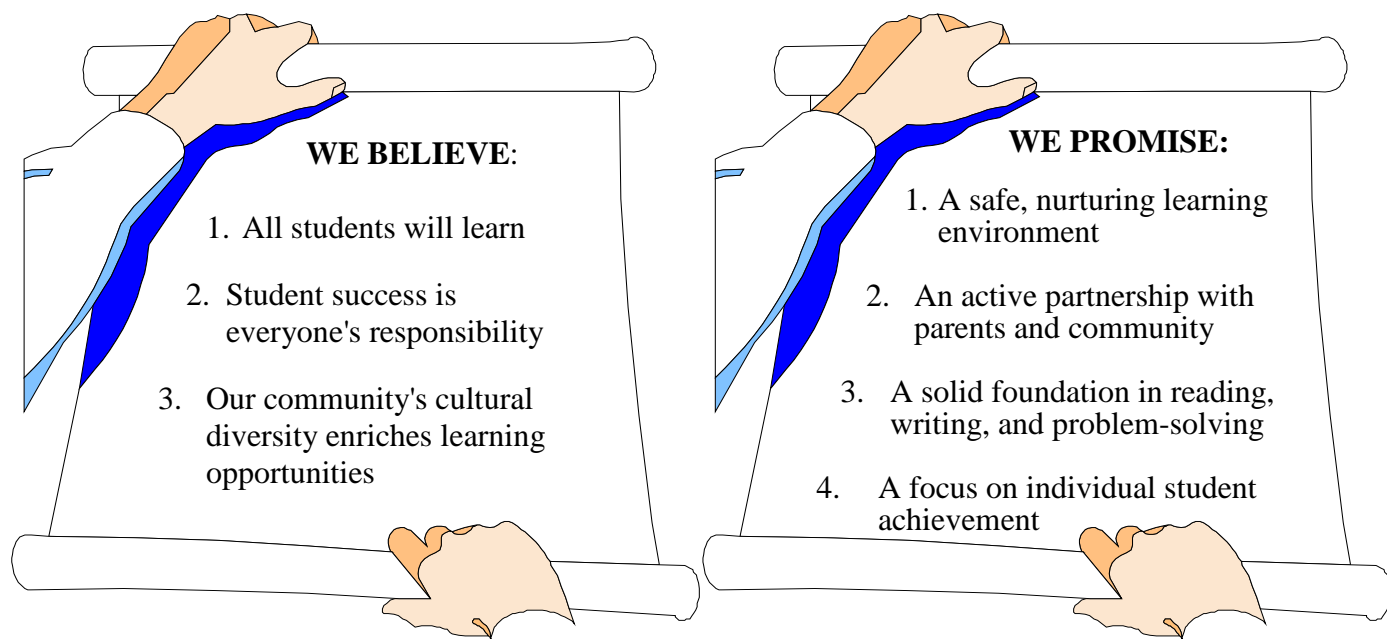 WE BELIEVE:
1. All students will learn
2. Student success is
everyone's responsibility
3. Our community's cultural
diversity enriches learning
opportunities
WE PROMISE:
1. A safe, nurturing learning
environment
2. An active partnership with
parents and community
3. A solid foundation in reading,
writing, and problem-solving
4. A focus on individual student
achievement